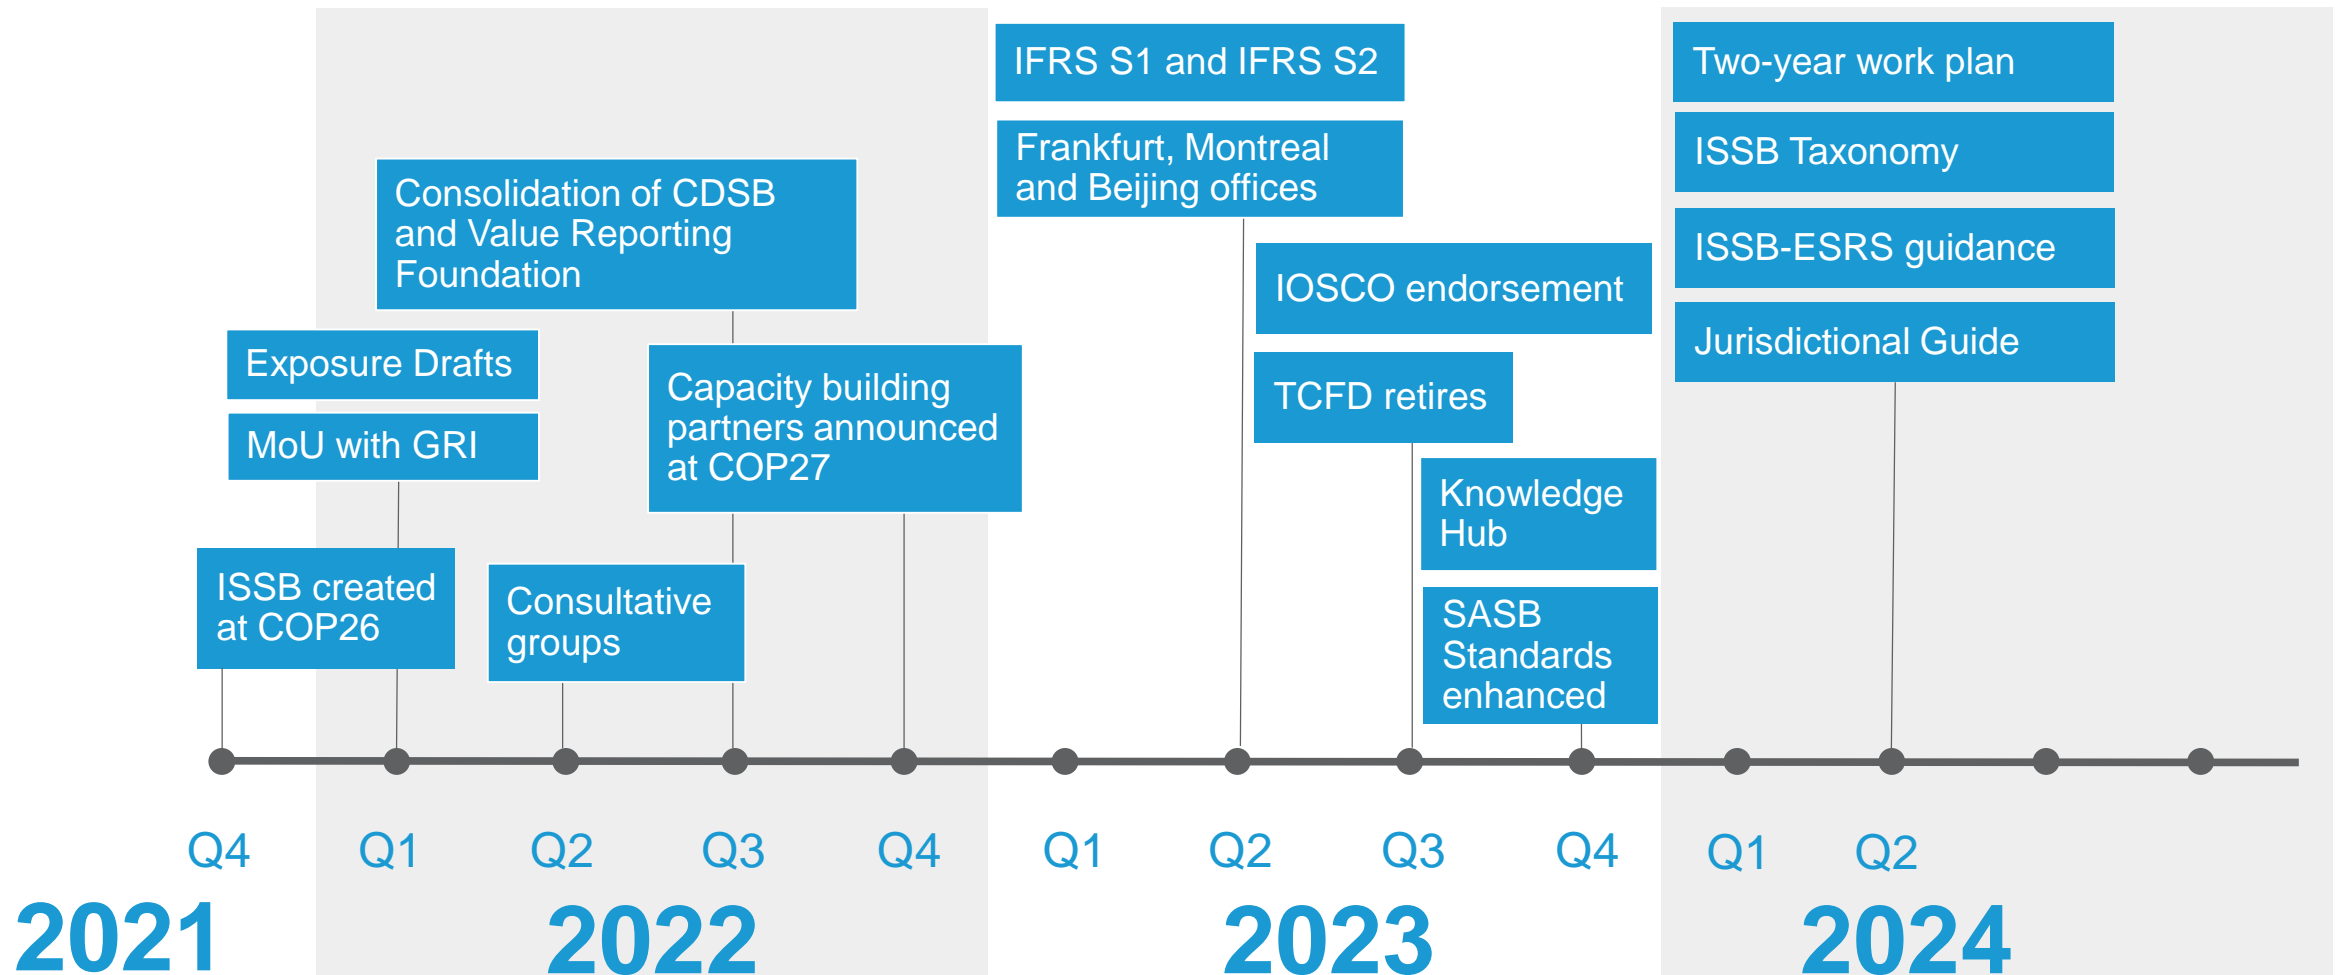 IFRS S1 and IFRS S2
Frankfurt, Montreal
and Beijing offices
Two-year work plan
ISSB Taxonomy
ISSB-ESRS guidance
Jurisdictional Guide
Consolidation of CDSB
and Value Reporting
Foundation
IOSCO endorsement
TCFD retires
Exposure Drafts
MoU with GRI
Capacity building
partners announced
at COP27
Knowledge
Hub
ISSB created
at COP26
Consultative
groups
SASB
Standards
enhanced
Q4 Q1 Q2 Q3 Q4 Q1 Q2 Q3 Q4 Q1 Q2
2021 2022 2023 2024